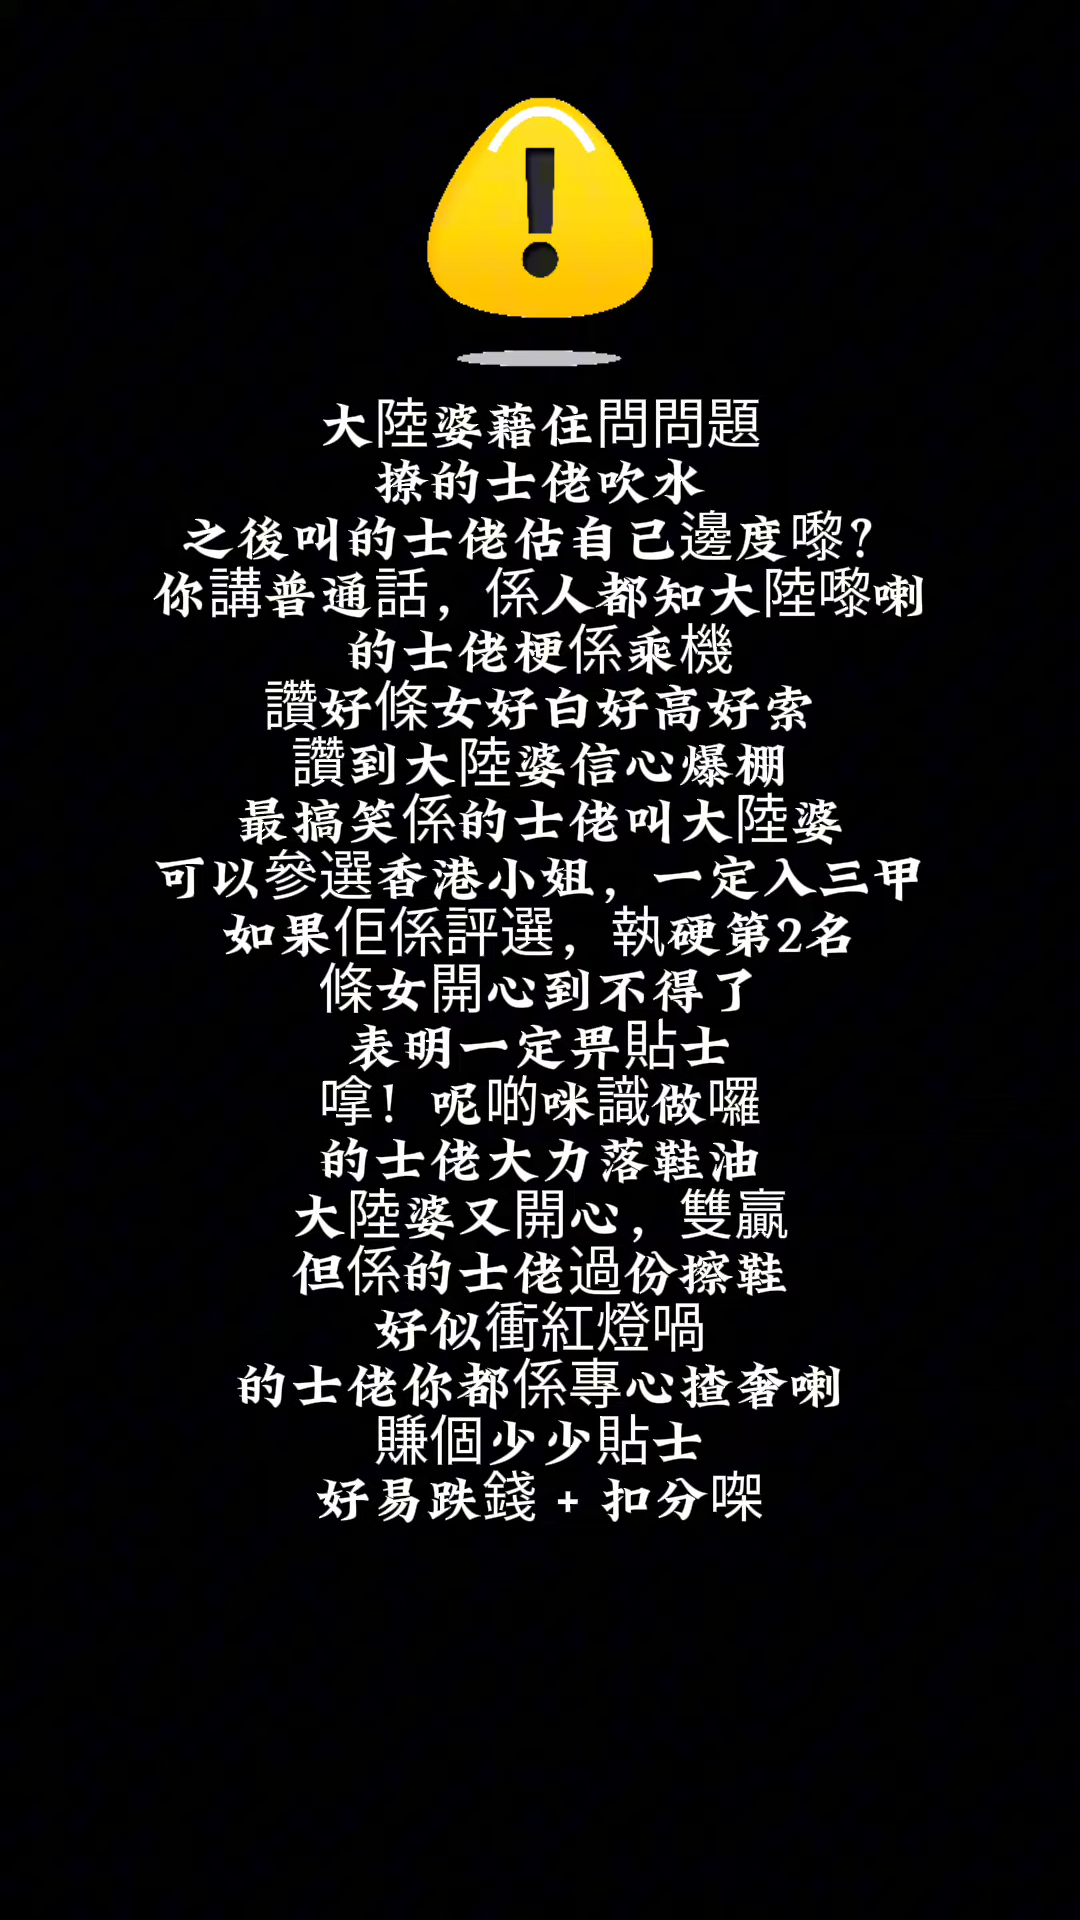 大陸婆藉住問問題
撩的士佬吹水
之後叫的士佬估自己邊度嚟?
你講普通話，係人都知大陸嚟喇
的士佬梗係乘機
讚好條女好白好高好索
讚到大陸婆信心爆棚
最搞笑係的士佬叫大陸婆
可以參選香港小姐，一定入三甲
如果佢係評選，執硬第2名
條女開心到不得了
表明一定畀貼士
嗱！呢啲咪識做囉
的士佬大力落鞋油
大陸婆又開心，雙贏
但係的士佬過份擦鞋
好似衝紅燈喎
的士佬你都係專心揸奢喇
賺個少少貼士
好易跌錢 + 扣分㗎